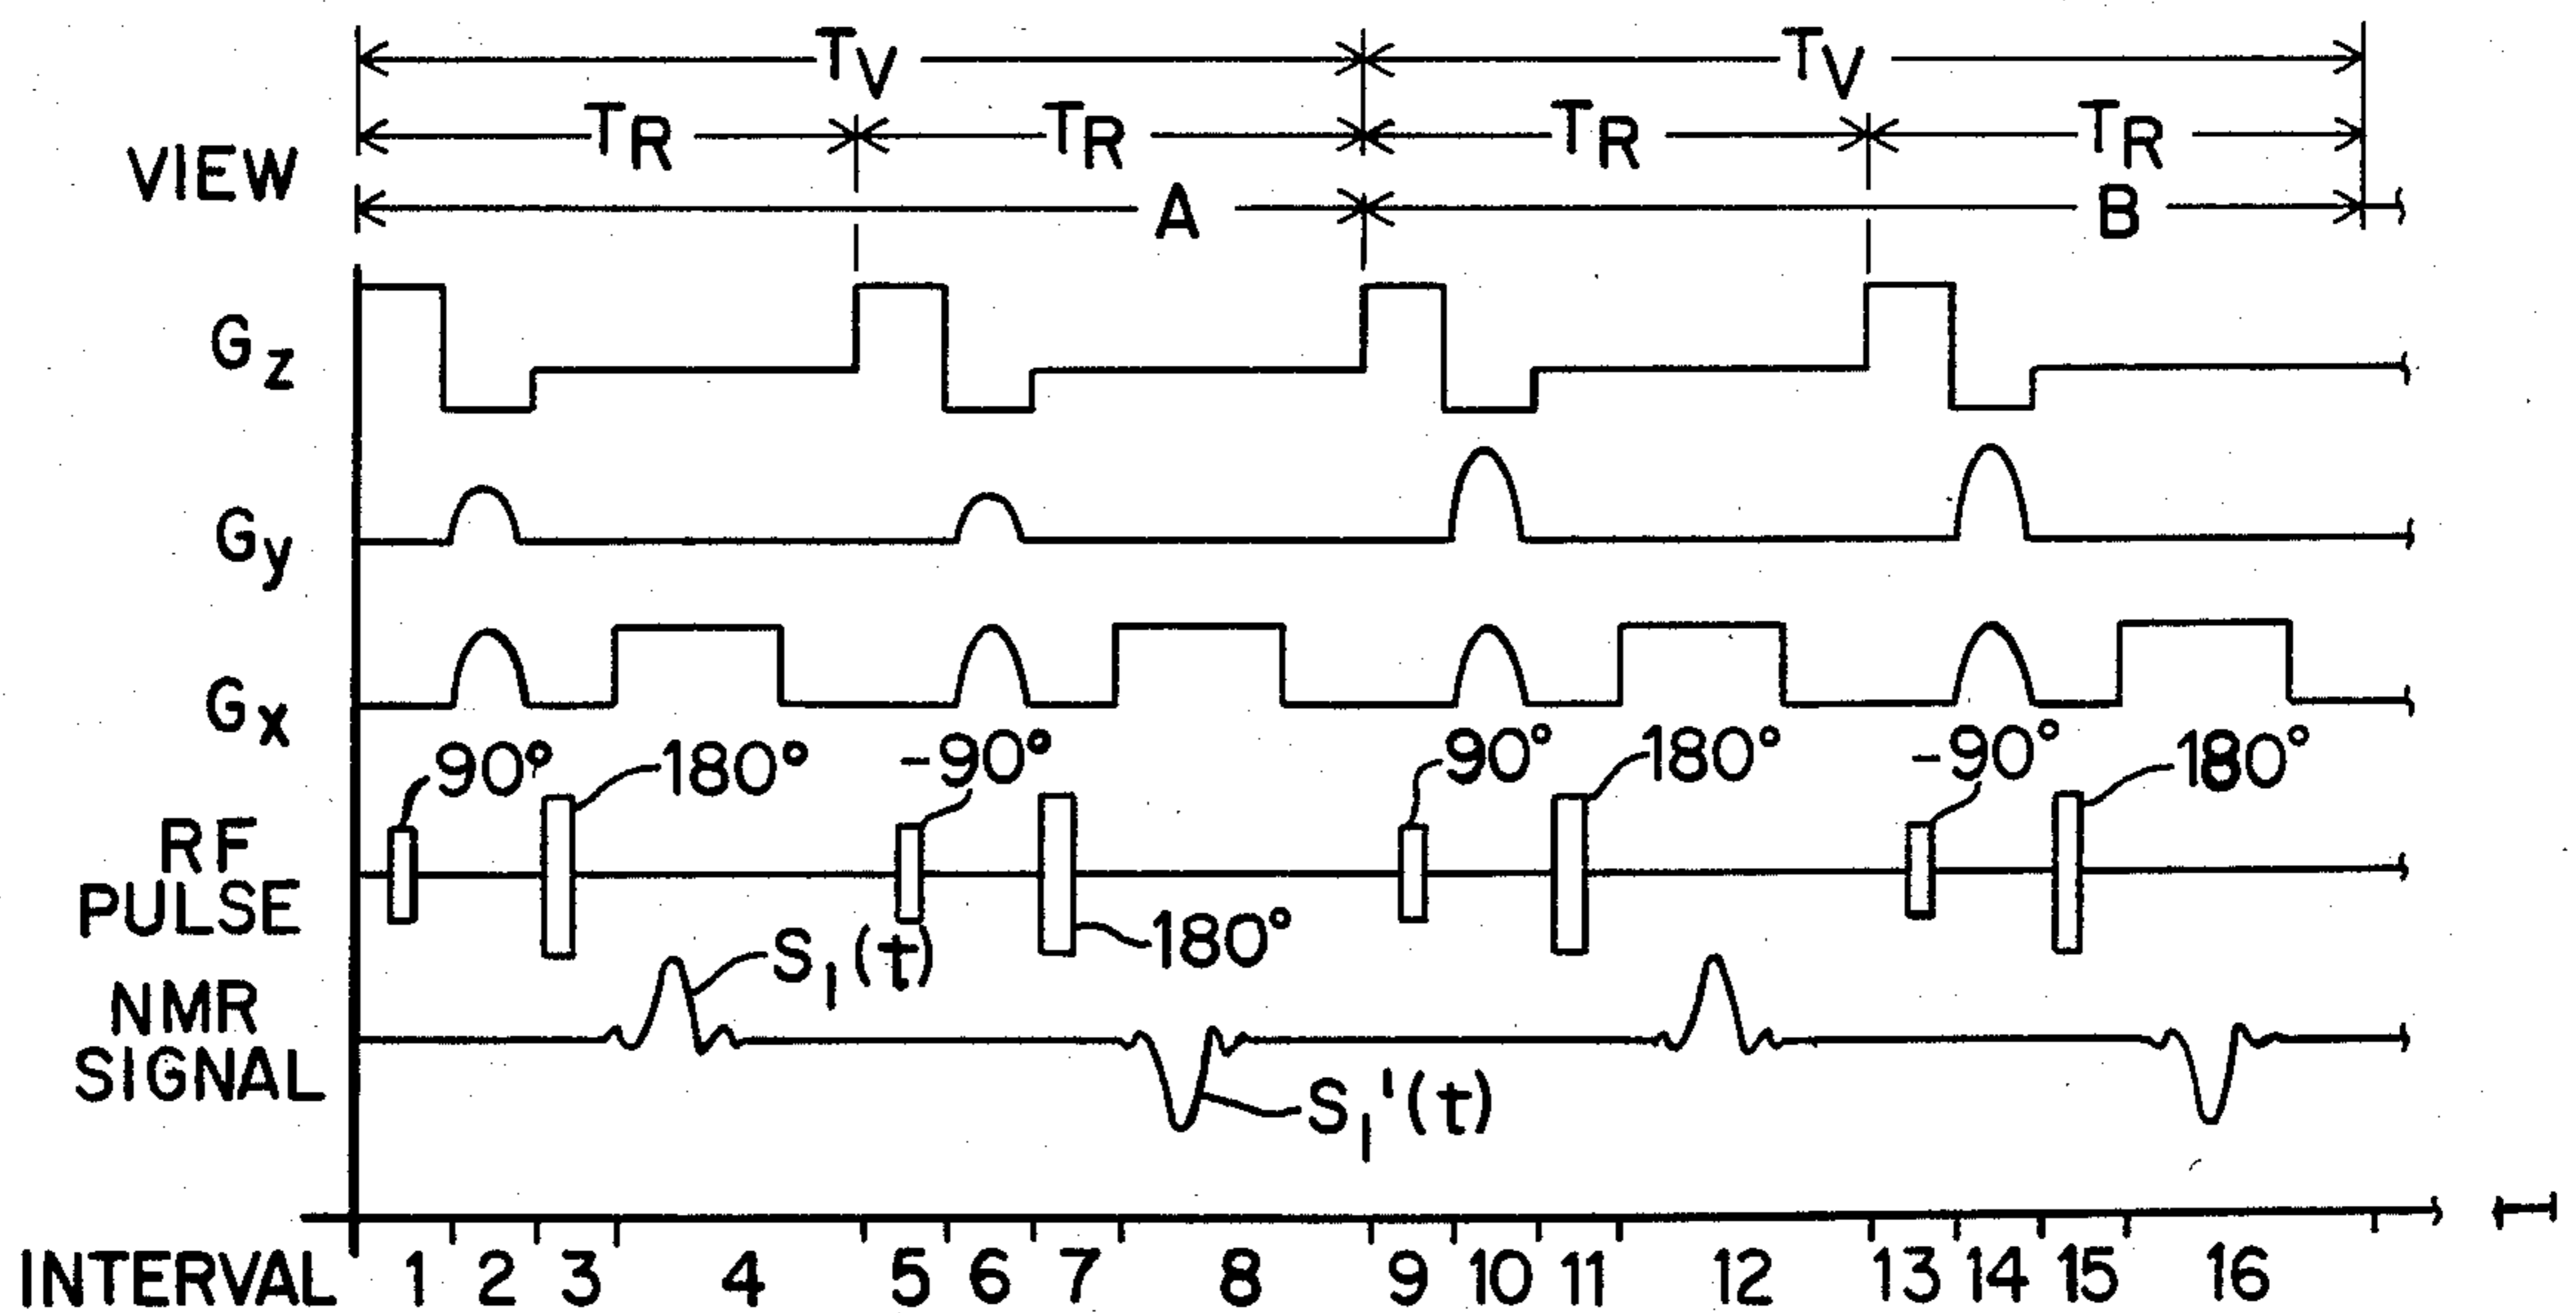 TV TV
TR TR TR TR
VIEW
A B
Gz
Gy
Gx
90° 180° -90° 90° 180° -90° 180°
RF
PULSE
180°
S1(t)
NMR
SIGNAL
S1'(t)
INTERVAL 1 2 3 4 5 6 7 8 9 10 11 12 13 14 15 16